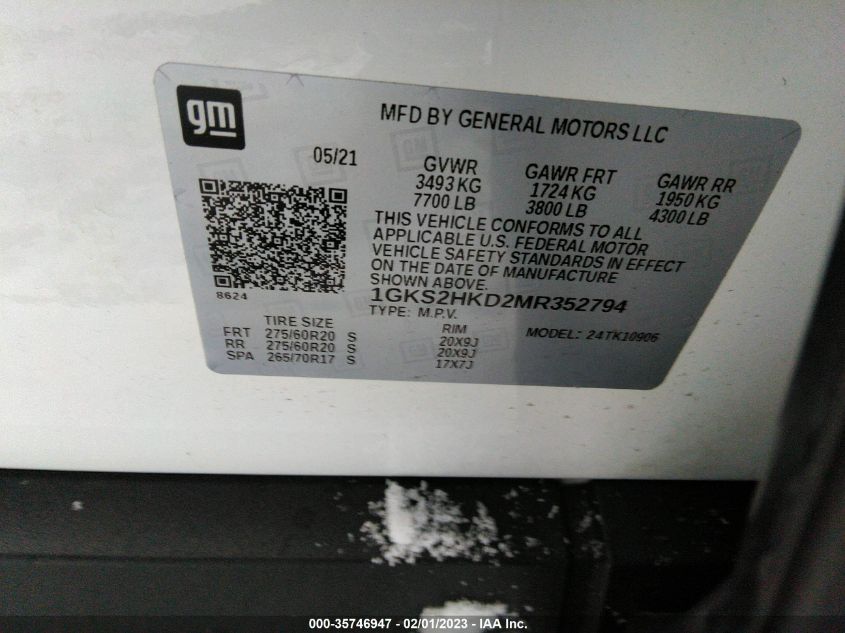 gm
MFD BY GENERAL MOTORS LLC
05/21
GVWR
3493 KG
7700 LB
GAWR FRT
1724 KG
3800 LB
GAWR RR
1950 KG
4300 LB
THIS VEHICLE CONFORMS TO ALL
APPLICABLE U.S. FEDERAL MOTOR
VEHICLE SAFETY STANDARDS IN EFFECT
ON THE DATE OF MANUFACTURE
SHOWN ABOVE.
8624
1GKS2HKD2MR352794
TYPE: M.P.V.
MODEL: 24TK10906
TIRE SIZE
RIM
FRT 275/60R20 S 20X9J
RR 275/60R20 S 20X9J
SPA 265/70R17 S 17X7J
000-35746947 - 02/01/2023 - IAA Inc.